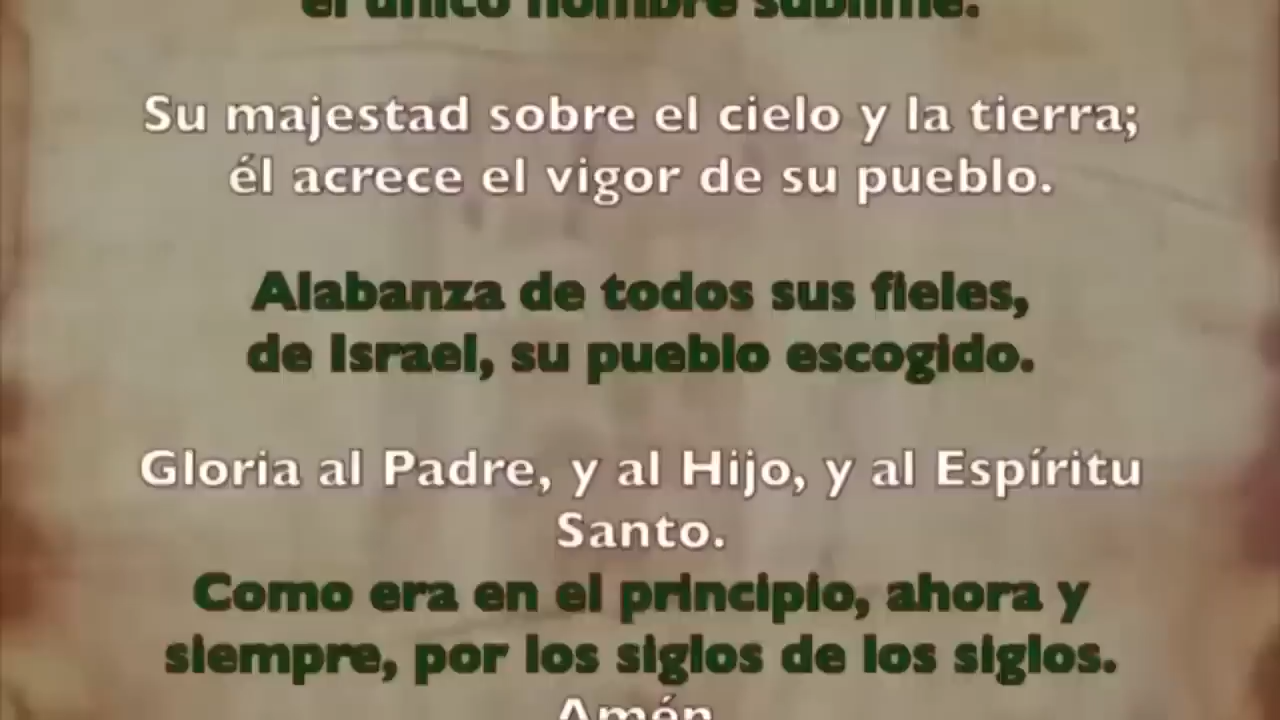 el único nombre sublime.
Su majestad sobre el cielo y la tierra;
él acrece el vigor de su pueblo.
Alabanza de todos sus fieles,
de Israel, su pueblo escogido.
Gloria al Padre, y al Hijo, y al Espíritu
Santo.
Como era en el principio, ahora y
siempre, por los siglos de los siglos.
Amén